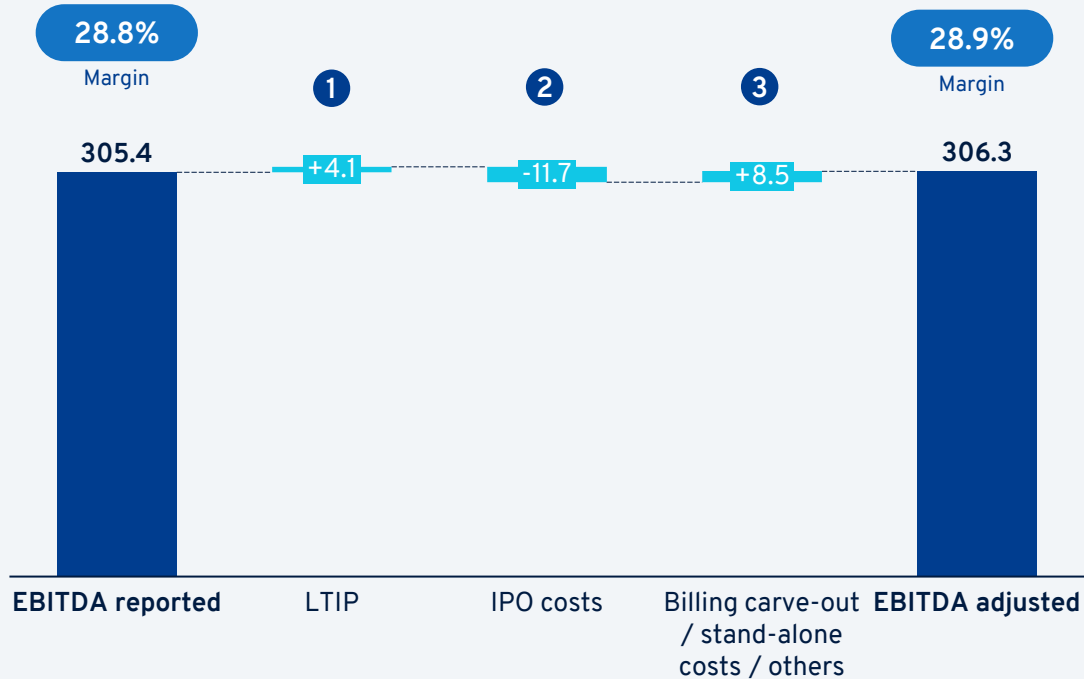 28.8%
Margin
28.9%
Margin
1
2
3
305.4
+4.1
-11.7
+8.5
306.3
EBITDA reported
LTIP
IPO costs
Billing carve-out
/ stand-alone
costs / others
EBITDA adjusted